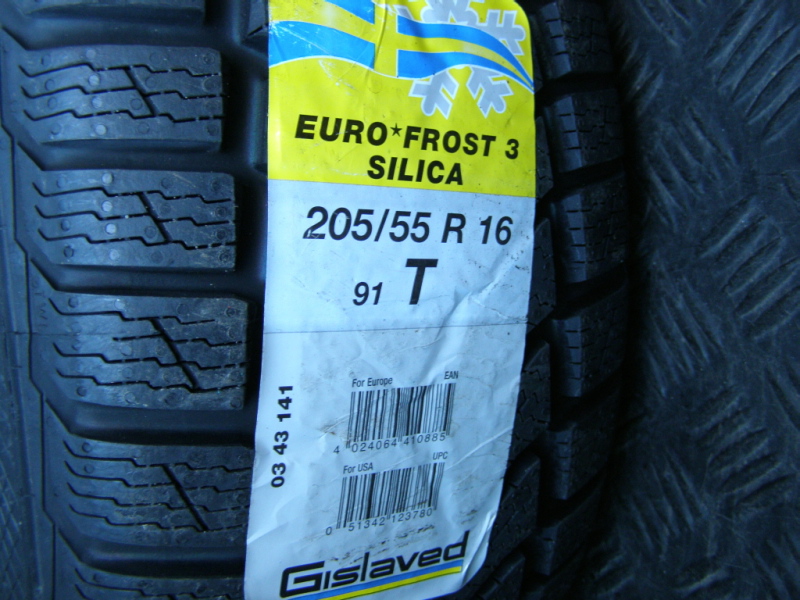 EURO*FROST 3
SILICA
205/55 R 16
91 T
03 43 141
For Europe EAN
4 024064 410885
For USA UPC
0 51342 123780
Gislaved